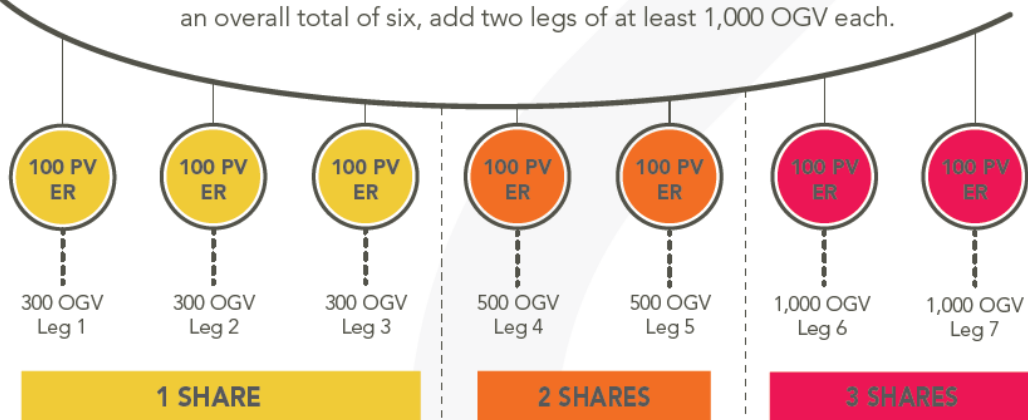 an overall total of six, add two legs of at least 1,000 OGV each.
100 PV
ER
100 PV
ER
100 PV
ER
100 PV
ER
100 PV
ER
100 PV
ER
100 PV
ER
300 OGV
Leg 1
300 OGV
Leg 2
300 OGV
Leg 3
500 OGV
Leg 4
500 OGV
Leg 5
1,000 OGV
Leg 6
1,000 OGV
Leg 7
1 SHARE
2 SHARES
3 SHARES